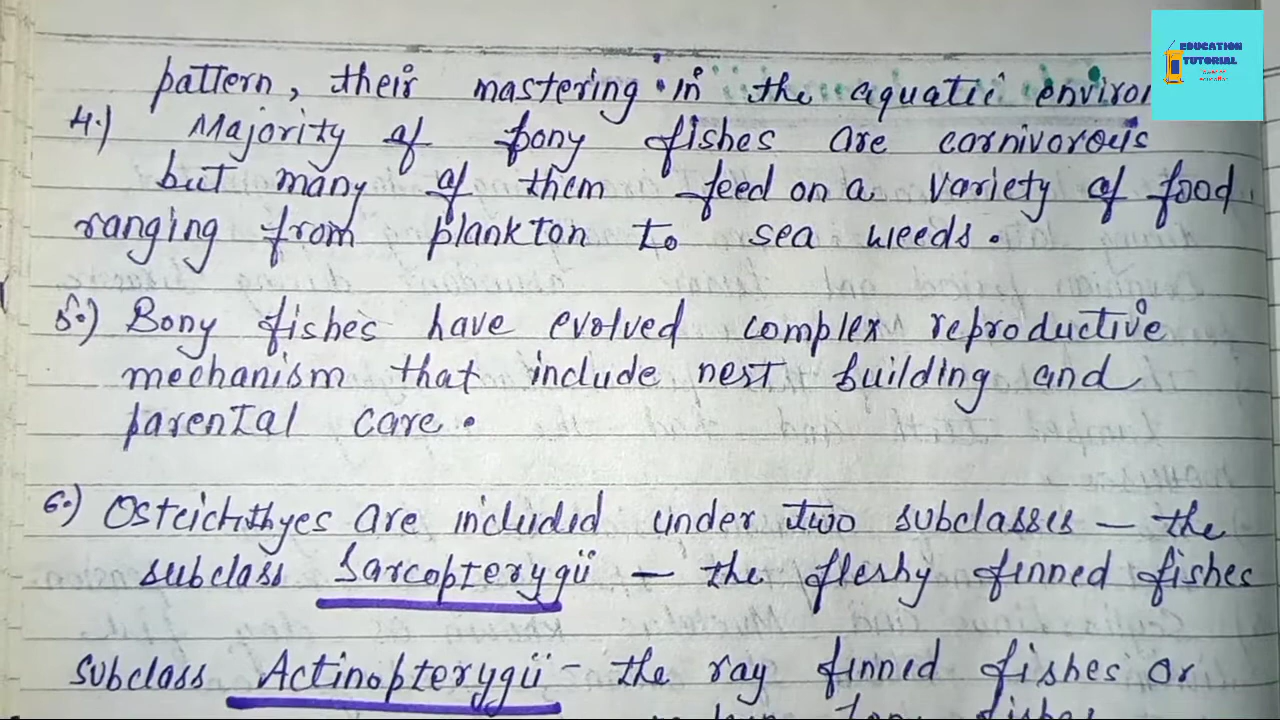 EDUCATION
TUTORIAL
pattern, their mastering in the aquatic environ
4.) Majority of bony fishes are carnivorous
but many of them feed on a variety of food
ranging from plankton to sea weeds.
5.) Bony fishes have evolved complex reproductive
mechanism that include nest building and
parental care.
6.) Osteichthyes are included under two subclasses – the
subclass Sarcopterygii – the fleshy finned fishes
subclass Actinopterygii – the ray finned fishes or